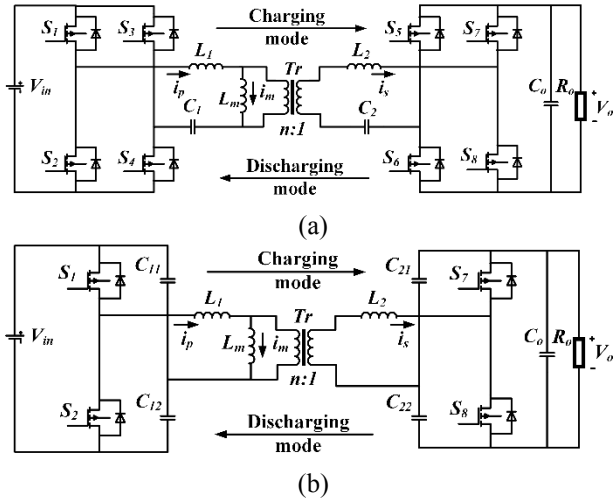 S1 S3 Charging mode S5 S7
L1 Tr L2
Vin ip Lm im is Co Ro Vo
C1 C2
n:1
S2 S4 Discharging mode S6 S8
(a)
Charging mode
S1 C11 C21 S7
L1 Tr L2
Vin ip Lm im is Co Ro Vo
n:1
S2 C12 C22 S8
Discharging mode
(b)